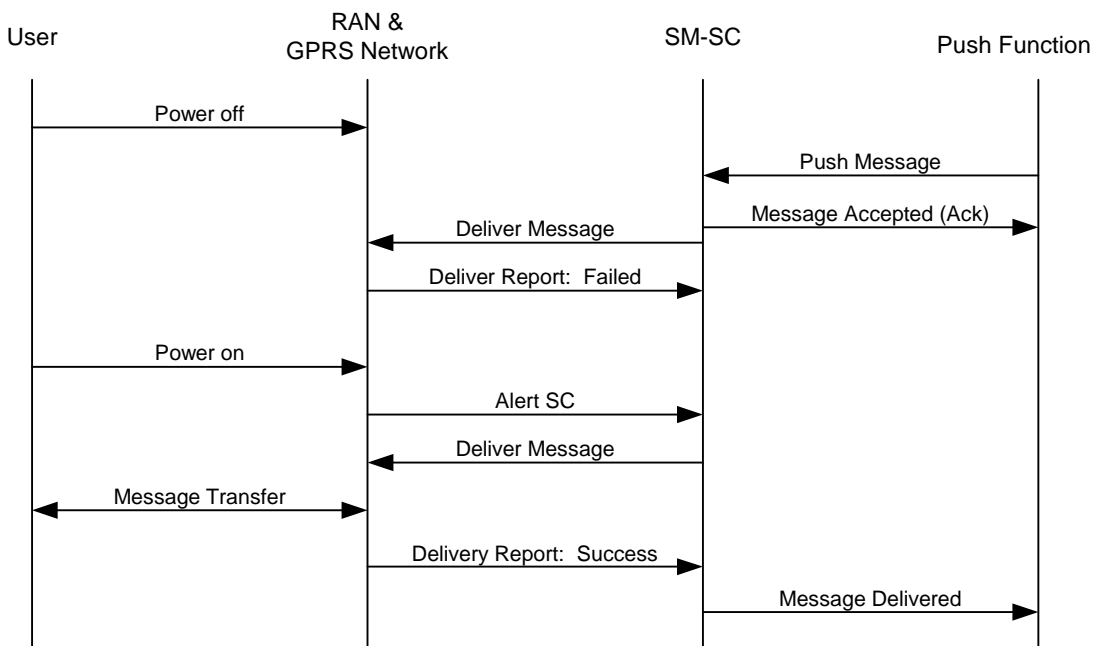 User
RAN &
GPRS Network
SM-SC
Push Function
Power off
Push Message
Message Accepted (Ack)
Deliver Message
Deliver Report:  Failed
Power on
Alert SC
Deliver Message
Message Transfer
Delivery Report:  Success
Message Delivered